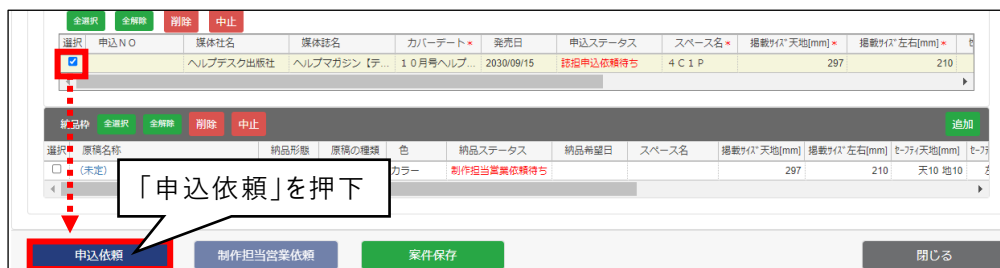 全選択 全解除 削除 中止
選択 申込NO 媒体社名 媒体誌名 カバーデート* 発売日 申込ステータス スペース名* 掲載ｻｲｽﾞ天地[mm]* 掲載ｻｲｽﾞ左右[mm]*
ヘルプデスク出版社 ヘルプマガジン【テ... 10月号ヘルプ... 2030/09/15 誌担申込依頼待ち 4C1P 297 210
納品枠 全選択 全解除 削除 中止 追加
選択 原稿名称 納品形態 原稿の種類 色 納品ステータス 納品希望日 スペース名 掲載ｻｲｽﾞ天地[mm] 掲載ｻｲｽﾞ左右[mm] ｾｰﾌﾃｨ天地[mm]
(未定) カラー 制作担当営業依頼待ち 297 210 天10 地10
「申込依頼」を押下
申込依頼 制作担当営業依頼 案件保存 閉じる